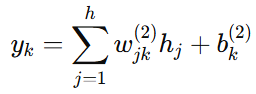 y_k = \sum_{j=1}^{h} w_{jk}^{(2)} h_j + b_k^{(2)}